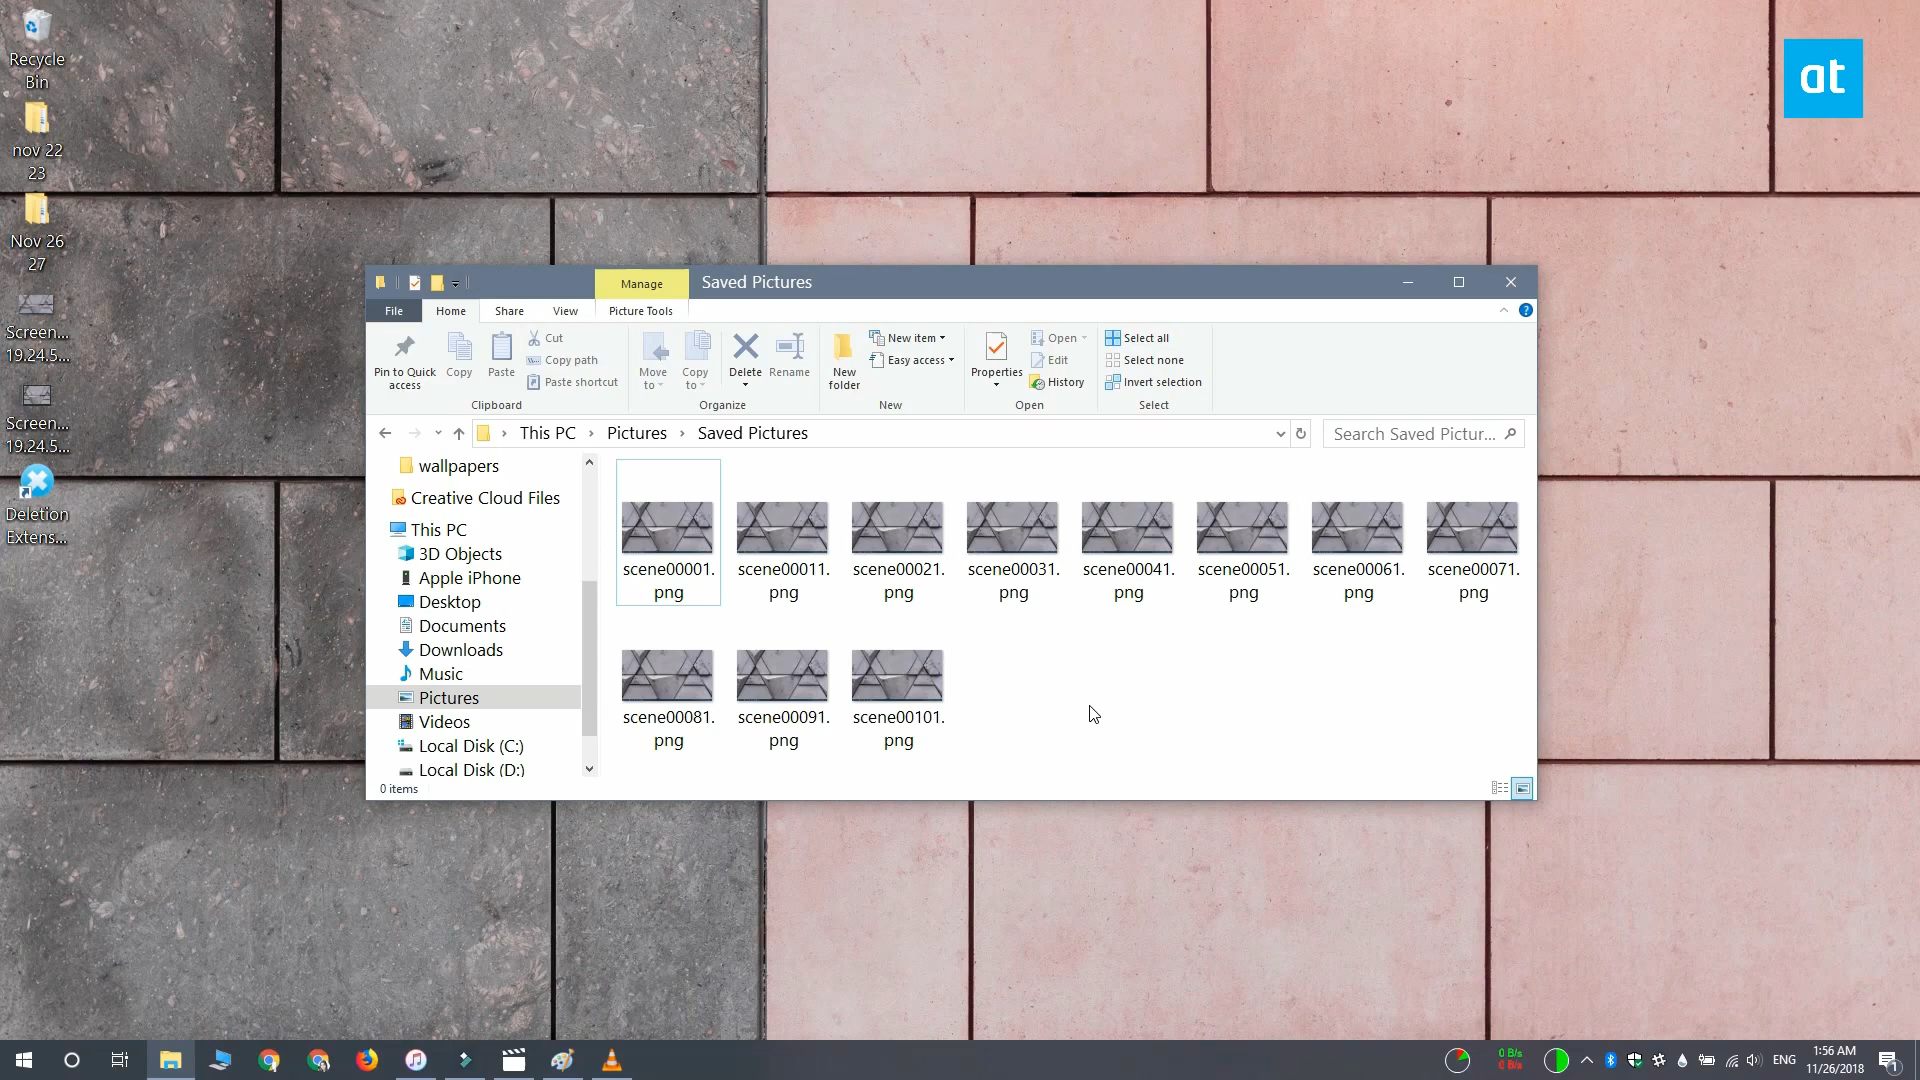 Recycle
Bin
nov 22
23
Nov 26
27
Screen...
19.24.5...
Screen...
19.24.5...
Deletion
Extens...
at
Manage
Saved Pictures
File
Home
Share
View
Picture Tools
Pin to Quick
access
Copy
Paste
Cut
Copy path
Paste shortcut
Clipboard
Move
to
Copy
to
Delete
Rename
Organize
New
folder
New item
Easy access
New
Properties
Open
Edit
History
Open
Select all
Select none
Invert selection
Select
This PC
Pictures
Saved Pictures
Search Saved Pictur...
wallpapers
Creative Cloud Files
This PC
3D Objects
Apple iPhone
Desktop
Documents
Downloads
Music
Pictures
Videos
Local Disk (C:)
Local Disk (D:)
scene00001.
png
scene00011.
png
scene00021.
png
scene00031.
png
scene00041.
png
scene00051.
png
scene00061.
png
scene00071.
png
scene00081.
png
scene00091.
png
scene00101.
png
0 items
0 B/s
0 B/s
ENG
1:56 AM
11/26/2018
1